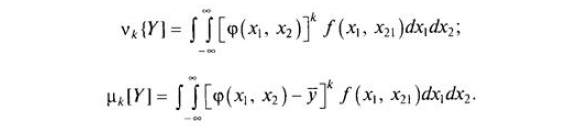 ν_k{Y] = ∫∫_{-∞}^{∞} [φ(x₁, x₂)]^k f(x₁, x₂₁)dx₁dx₂;
μ_k[Y] = ∫∫_{-∞}^{∞} [φ(x₁, x₂) − ȳ]^k f(x₁, x₂₁)dx₁dx₂.